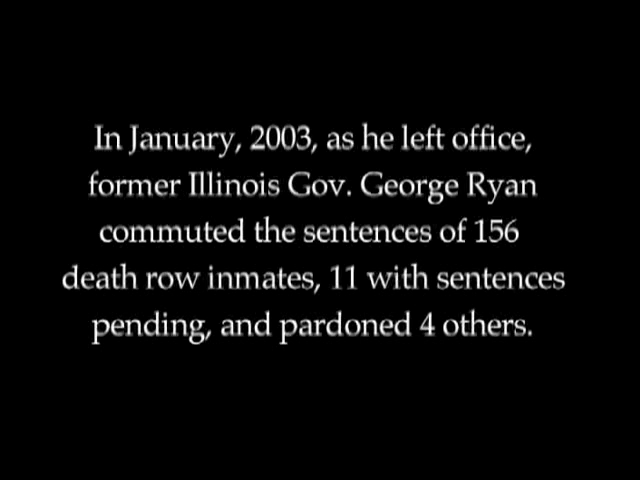 In January, 2003, as he left office,
former Illinois Gov. George Ryan
commuted the sentences of 156
death row inmates, 11 with sentences
pending, and pardoned 4 others.